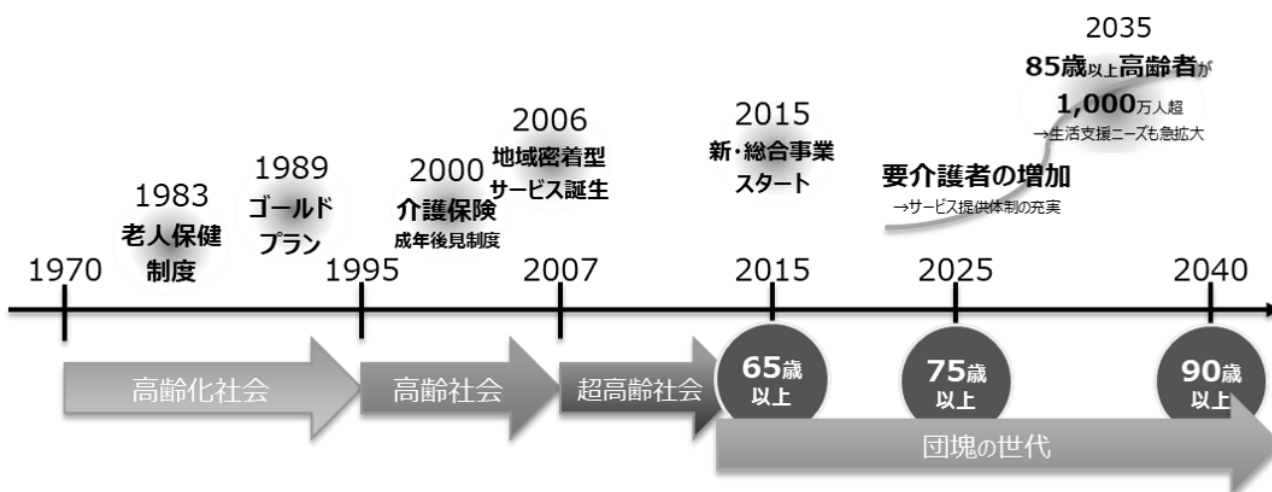 1983
老人保健
制度
1989
ゴールド
プラン
2000
介護保険
成年後見制度
2006
地域密着型
サービス誕生
2015
新・総合事業
スタート
要介護者の増加
→サービス提供体制の充実
2035
85歳以上高齢者が
1,000万人超
→生活支援ニーズも急拡大
1970
1995
2007
2015
2025
2040
高齢化社会
高齢社会
超高齢社会
65歳
以上
75歳
以上
90歳
以上
団塊の世代